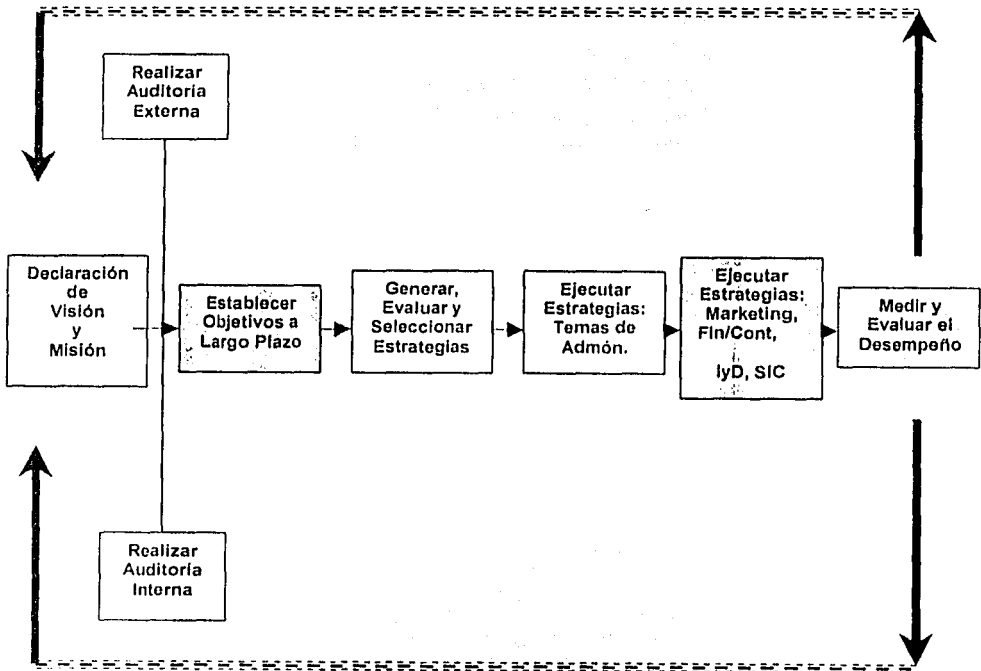 Realizar
Auditoría
Externa
Declaración
de
Visión
y
Misión
Establecer
Objetivos a
Largo Plazo
Generar,
Evaluar y
Seleccionar
Estrategias
Ejecutar
Estrategias:
Temas de
Admón.
Ejecutar
Estrategias:
Marketing,
Fin/Cont,
IyD, SIC
Medir y
Evaluar el
Desempeño
Realizar
Auditoría
Interna